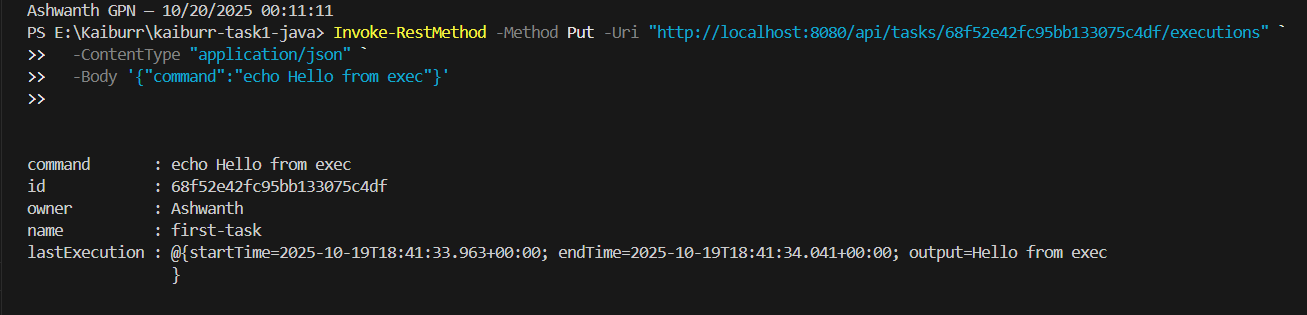 Ashwanth GPN — 10/20/2025 00:11:11
PS E:\Kaiburr\kaiburr-task1-java> Invoke-RestMethod -Method Put -Uri "http://localhost:8080/api/tasks/68f52e42fc95bb133075c4df/executions" `
>>   -ContentType "application/json" `
>>   -Body '{"command":"echo Hello from exec"}'
>>
command       : echo Hello from exec
id            : 68f52e42fc95bb133075c4df
owner         : Ashwanth
name          : first-task
lastExecution : @{startTime=2025-10-19T18:41:33.963+00:00; endTime=2025-10-19T18:41:34.041+00:00; output=Hello from exec
                }